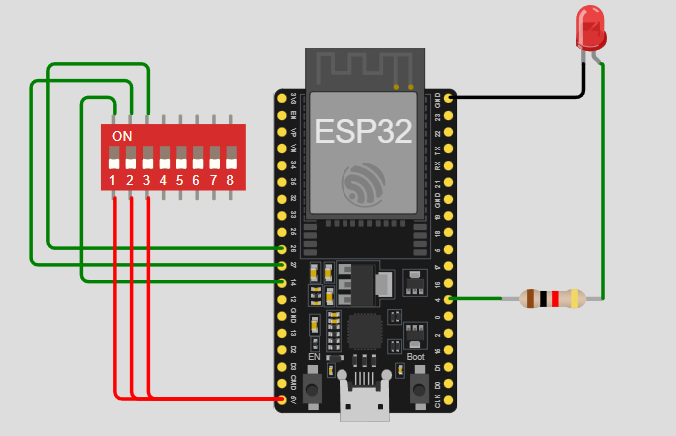 ON
1 2 3 4 5 6 7 8
ESP32
3V3
EN
VP
VN
34
35
32
33
25
26
27
14
12
GND
13
D2
D3
CMD
5V
GND
23
22
TX
RX
21
GND
19
18
5
17
16
4
0
2
15
D1
D0
CLK
EN
Boot